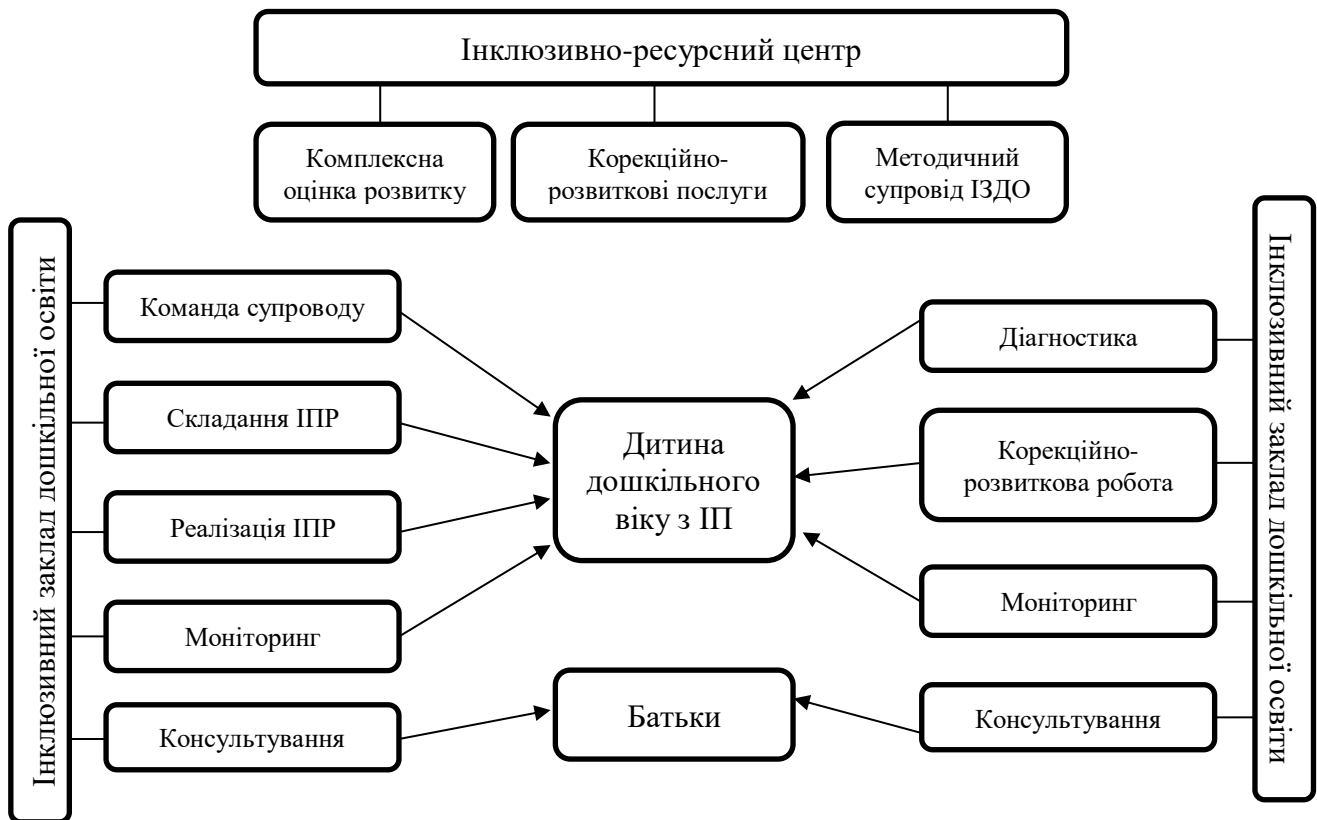 Інклюзивно-ресурсний центр
Комплексна
оцінка розвитку
Корекційно-
розвиткові послуги
Методичний
супровід ІЗДО
Інклюзивний заклад дошкільної освіти
Команда супроводу
Складання ІПР
Реалізація ІПР
Моніторинг
Консультування
Дитина
дошкільного
віку з ІП
Батьки
Діагностика
Корекційно-
розвиткова робота
Моніторинг
Консультування
Інклюзивний заклад дошкільної освіти